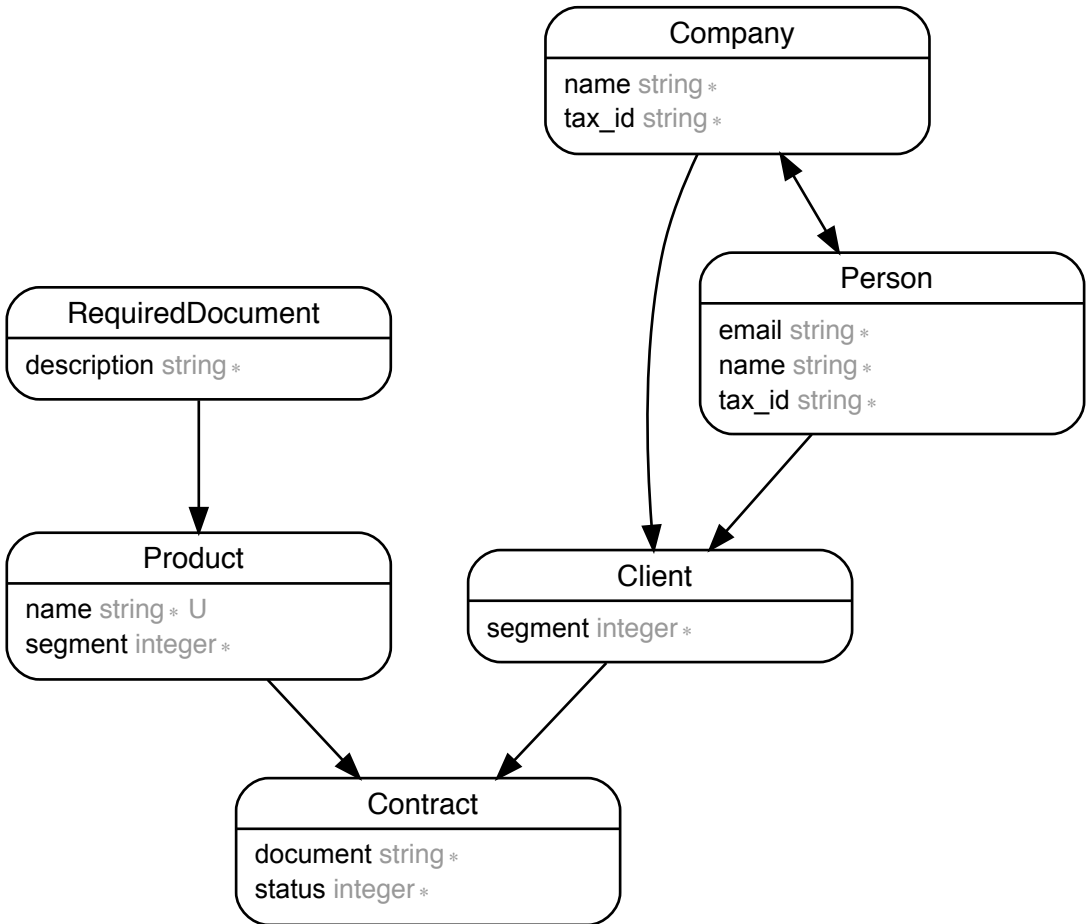 Company
name string *
tax_id string *
Person
email string *
name string *
tax_id string *
RequiredDocument
description string *
Product
name string * U
segment integer *
Client
segment integer *
Contract
document string *
status integer *